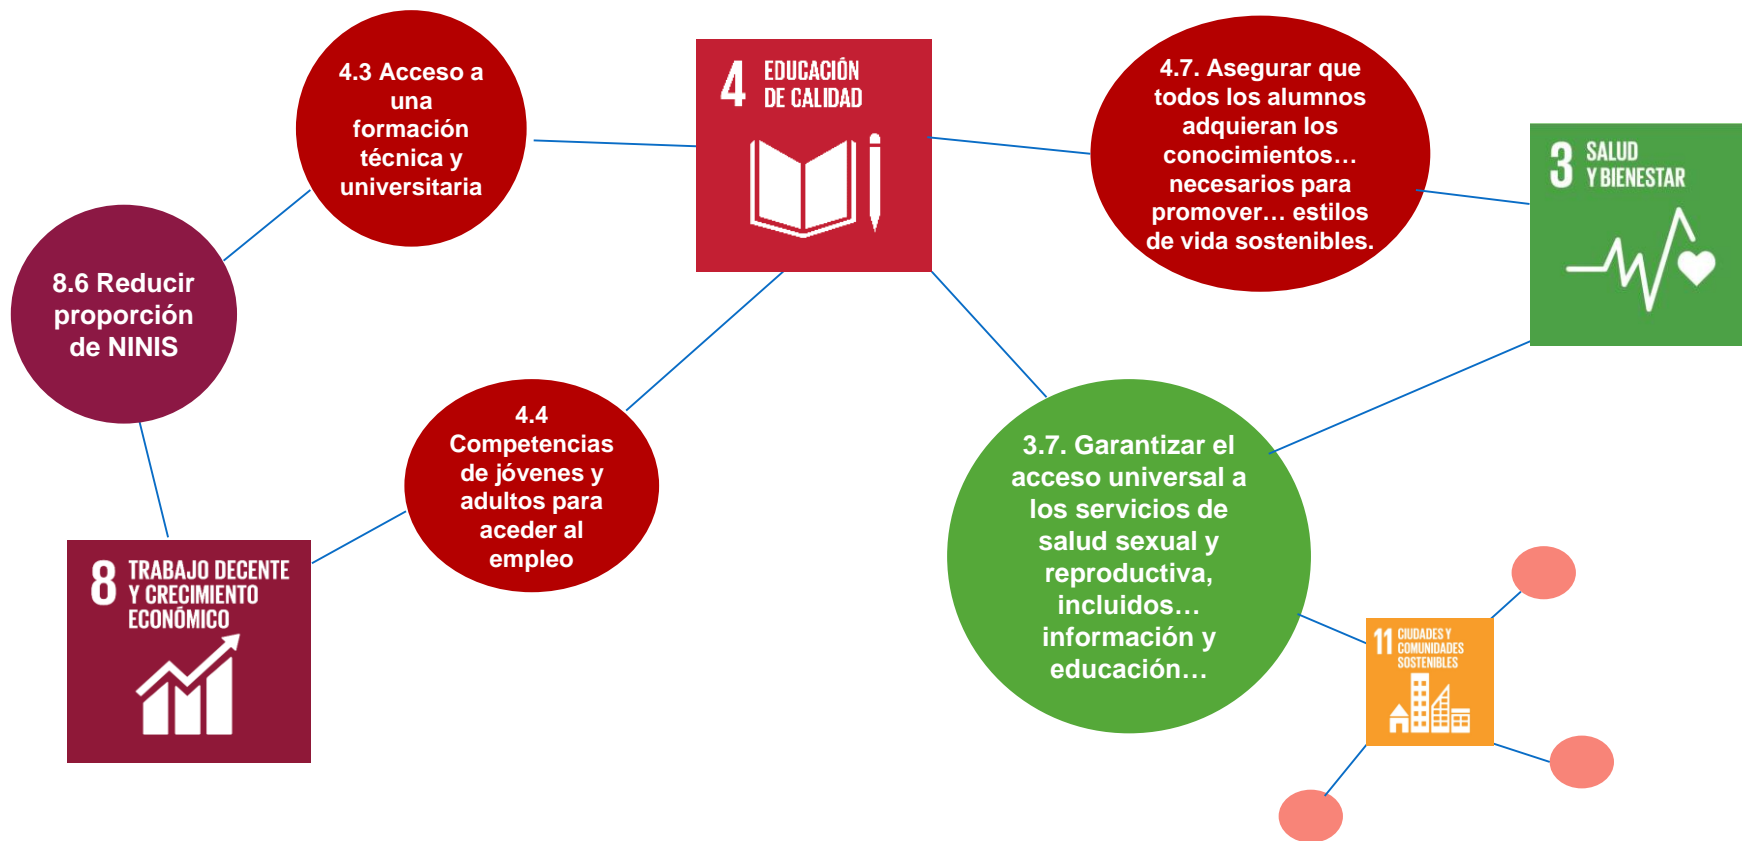 4.3 Acceso a
una
formación
técnica y
universitaria
4 EDUCACIÓN
DE CALIDAD
4.7. Asegurar que
todos los alumnos
adquieran los
conocimientos…
necesarios para
promover… estilos
de vida sostenibles.
3 SALUD
Y BIENESTAR
8.6 Reducir
proporción
de NINIS
4.4
Competencias
de jóvenes y
adultos para
aceder al
empleo
3.7. Garantizar el
acceso universal a
los servicios de
salud sexual y
reproductiva,
incluidos…
información y
educación…
8 TRABAJO DECENTE
Y CRECIMIENTO
ECONÓMICO
11 CIUDADES Y
COMUNIDADES
SOSTENIBLES